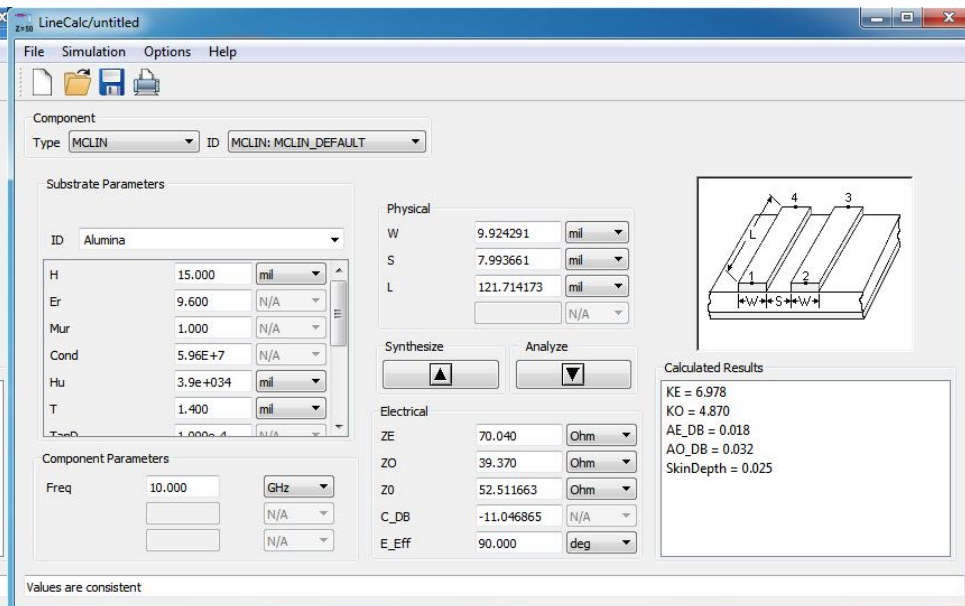 Z=50 LineCalc/untitled
File Simulation Options Help
Component
Type MCLIN ID MCLIN: MCLIN_DEFAULT
Substrate Parameters
ID Alumina
H 15.000 mil
Er 9.600 N/A
Mur 1.000 N/A
Cond 5.96E+7 N/A
Hu 3.9e+034 mil
T 1.400 mil
TanD 1.000e-4 N/A
Component Parameters
Freq 10.000 GHz
N/A
N/A
Physical
W 9.924291 mil
S 7.993661 mil
L 121.714173 mil
N/A
Synthesize Analyze
Electrical
ZE 70.040 Ohm
ZO 39.370 Ohm
Z0 52.511663 Ohm
C_DB -11.046865 N/A
E_Eff 90.000 deg
4 3
L
1 2
W S W
Calculated Results
KE = 6.978
KO = 4.870
AE_DB = 0.018
AO_DB = 0.032
SkinDepth = 0.025
Values are consistent